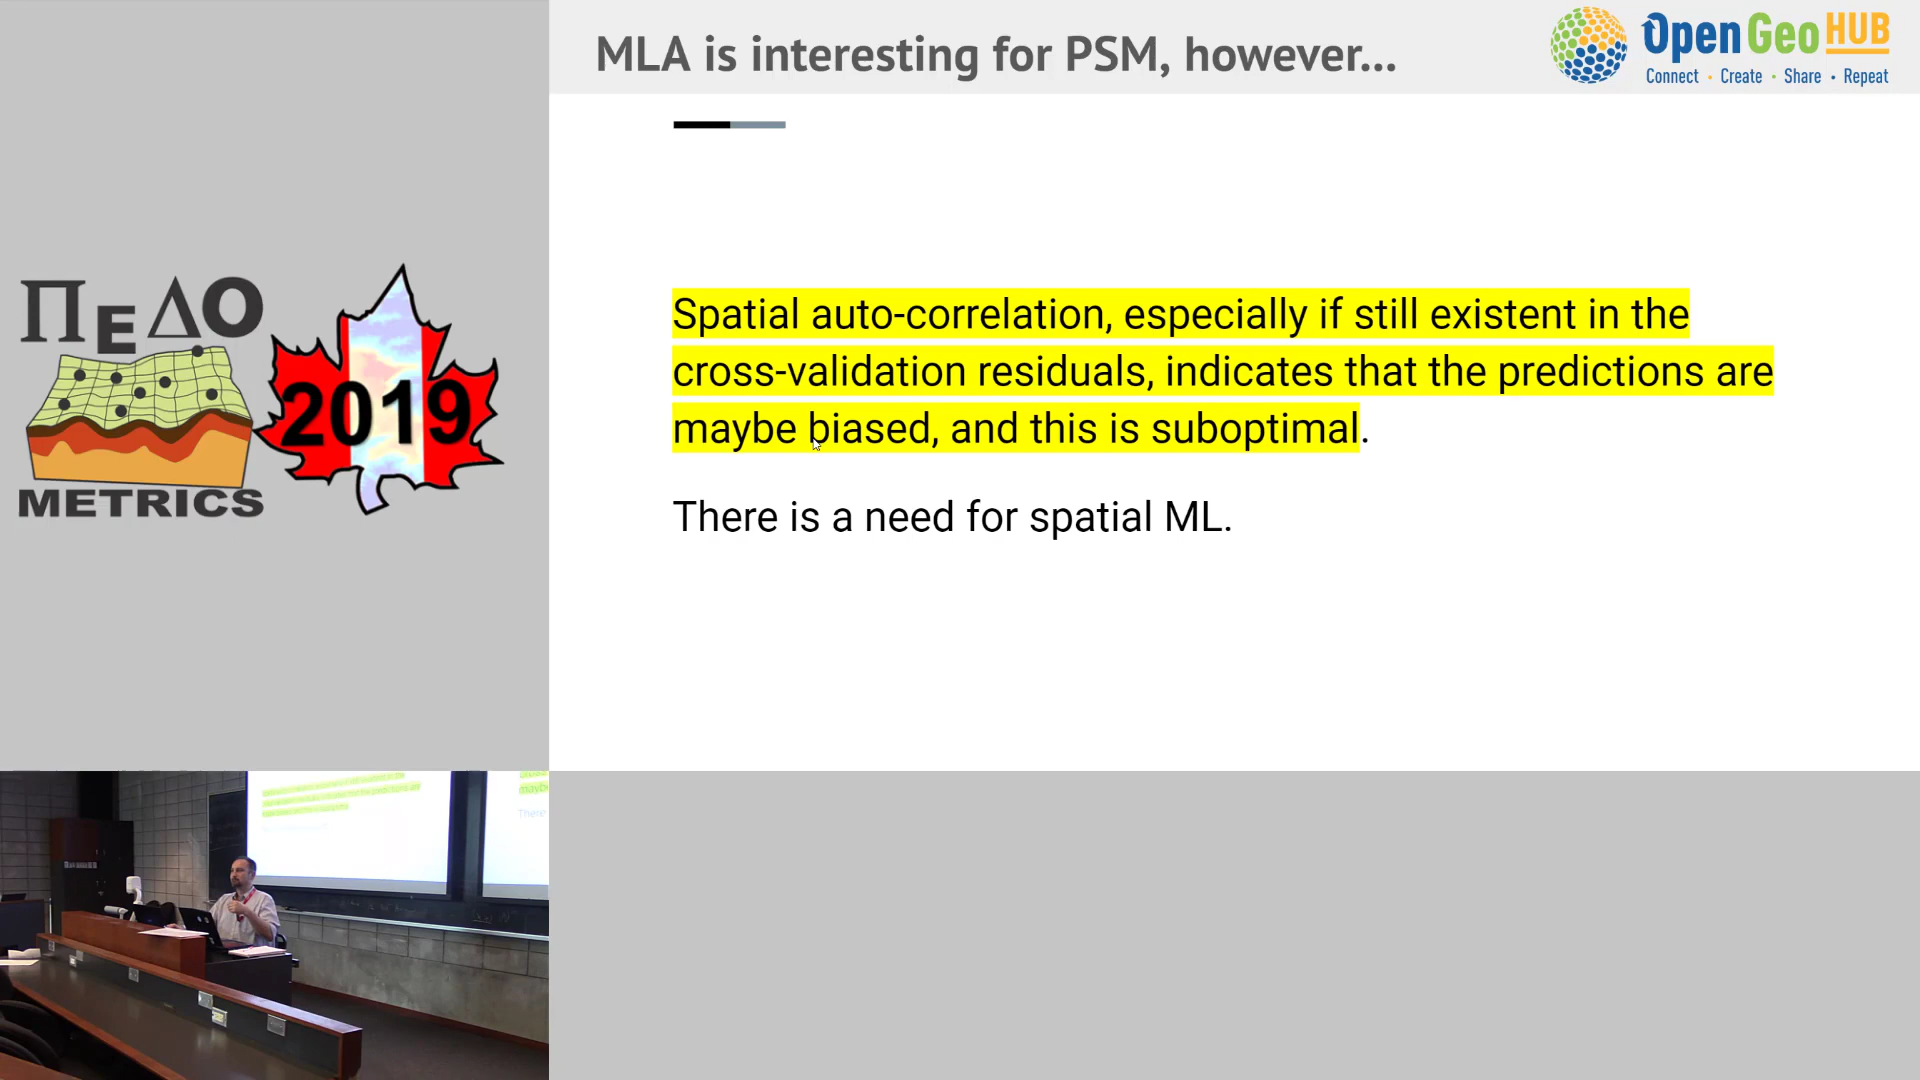 MLA is interesting for PSM, however...
Open Geo HUB
Connect • Create • Share • Repeat
ΠΕΔΟ
METRICS
2019
Spatial auto-correlation, especially if still existent in the
cross-validation residuals, indicates that the predictions are
maybe biased, and this is suboptimal.
There is a need for spatial ML.
mayb
There